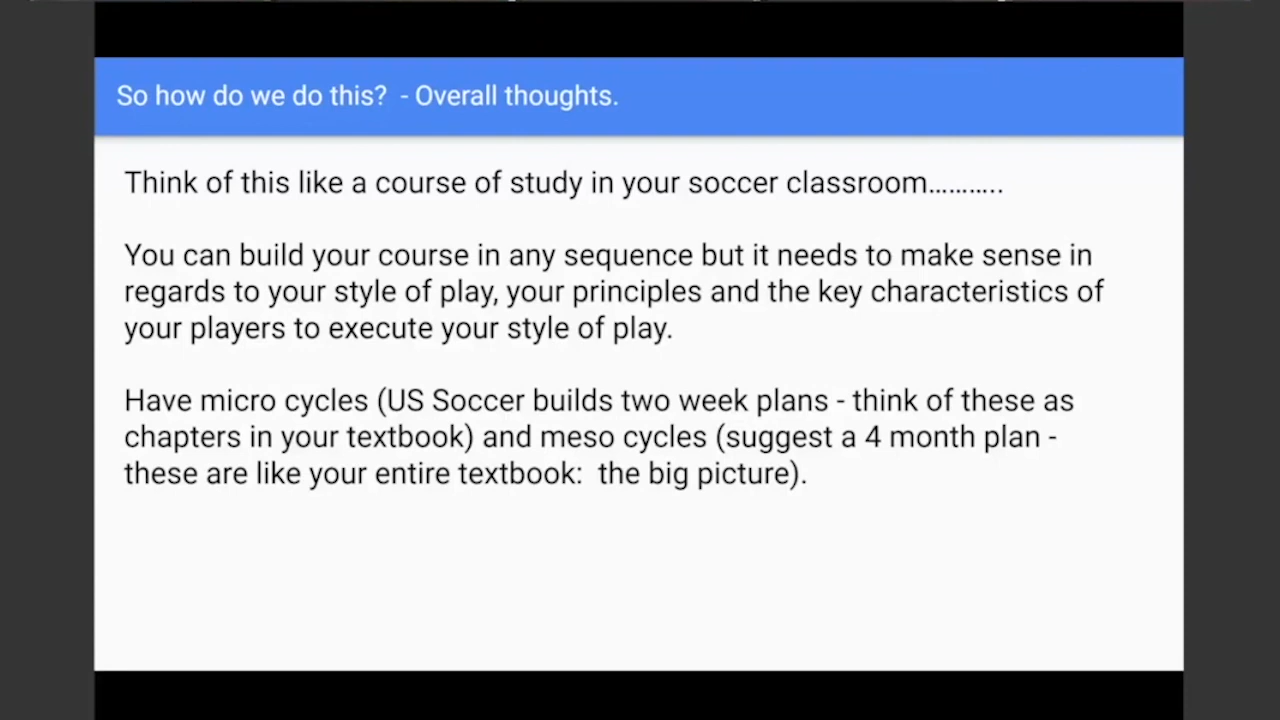 So how do we do this?  - Overall thoughts.
Think of this like a course of study in your soccer classroom………..
You can build your course in any sequence but it needs to make sense in
regards to your style of play, your principles and the key characteristics of
your players to execute your style of play.
Have micro cycles (US Soccer builds two week plans - think of these as
chapters in your textbook) and meso cycles (suggest a 4 month plan -
these are like your entire textbook:  the big picture).